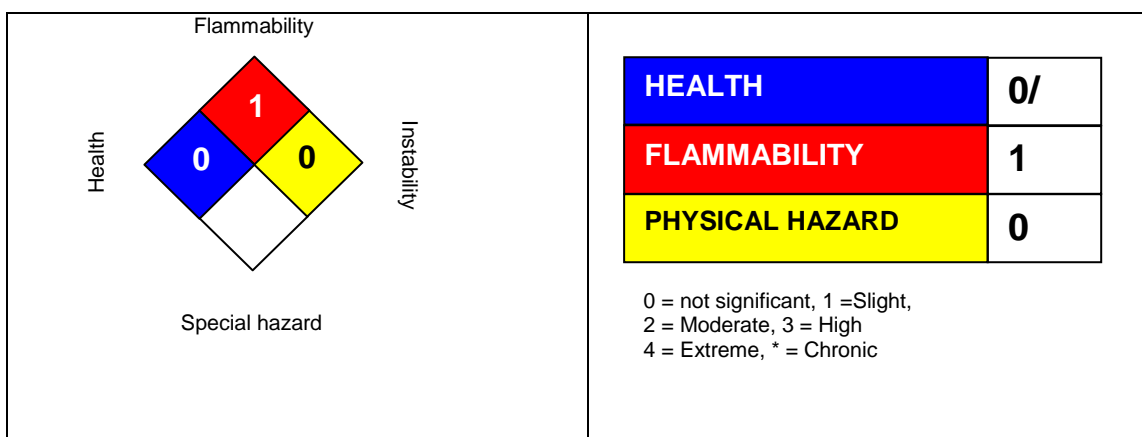 Flammability
1
0
0
Health
Instability
Special hazard
HEALTH 0/
FLAMMABILITY 1
PHYSICAL HAZARD 0
0 = not significant, 1 =Slight,
2 = Moderate, 3 = High
4 = Extreme, * = Chronic